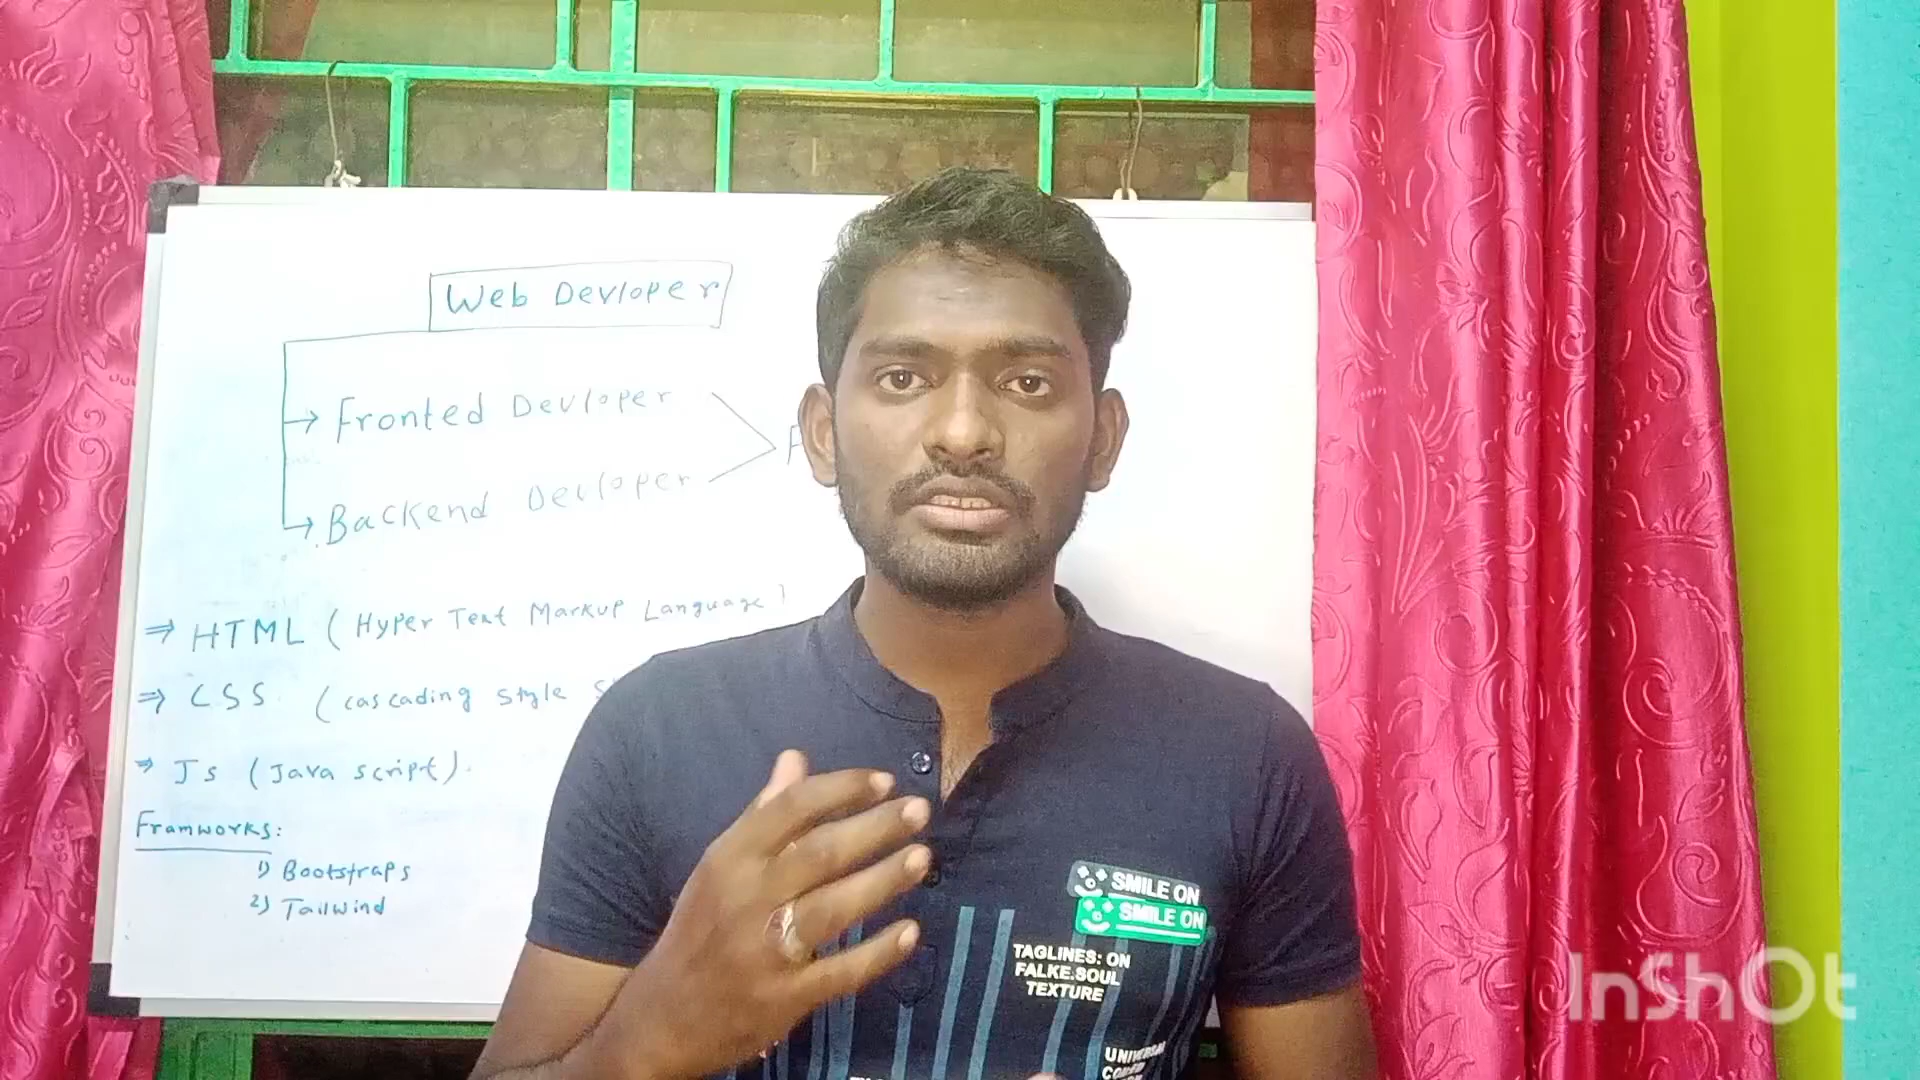 Web Devloper
Fronted Devloper
Backend Devloper
HTML (Hyper Text Markup Language)
CSS (cascading style
Js (Java script).
Framworks:
1) Bootstraps
2) Tailwind
SMILE ON
SMILE ON
TAGLINES: ON
FALKE.SOUL
TEXTURE
UNIVERSAL
InShOt